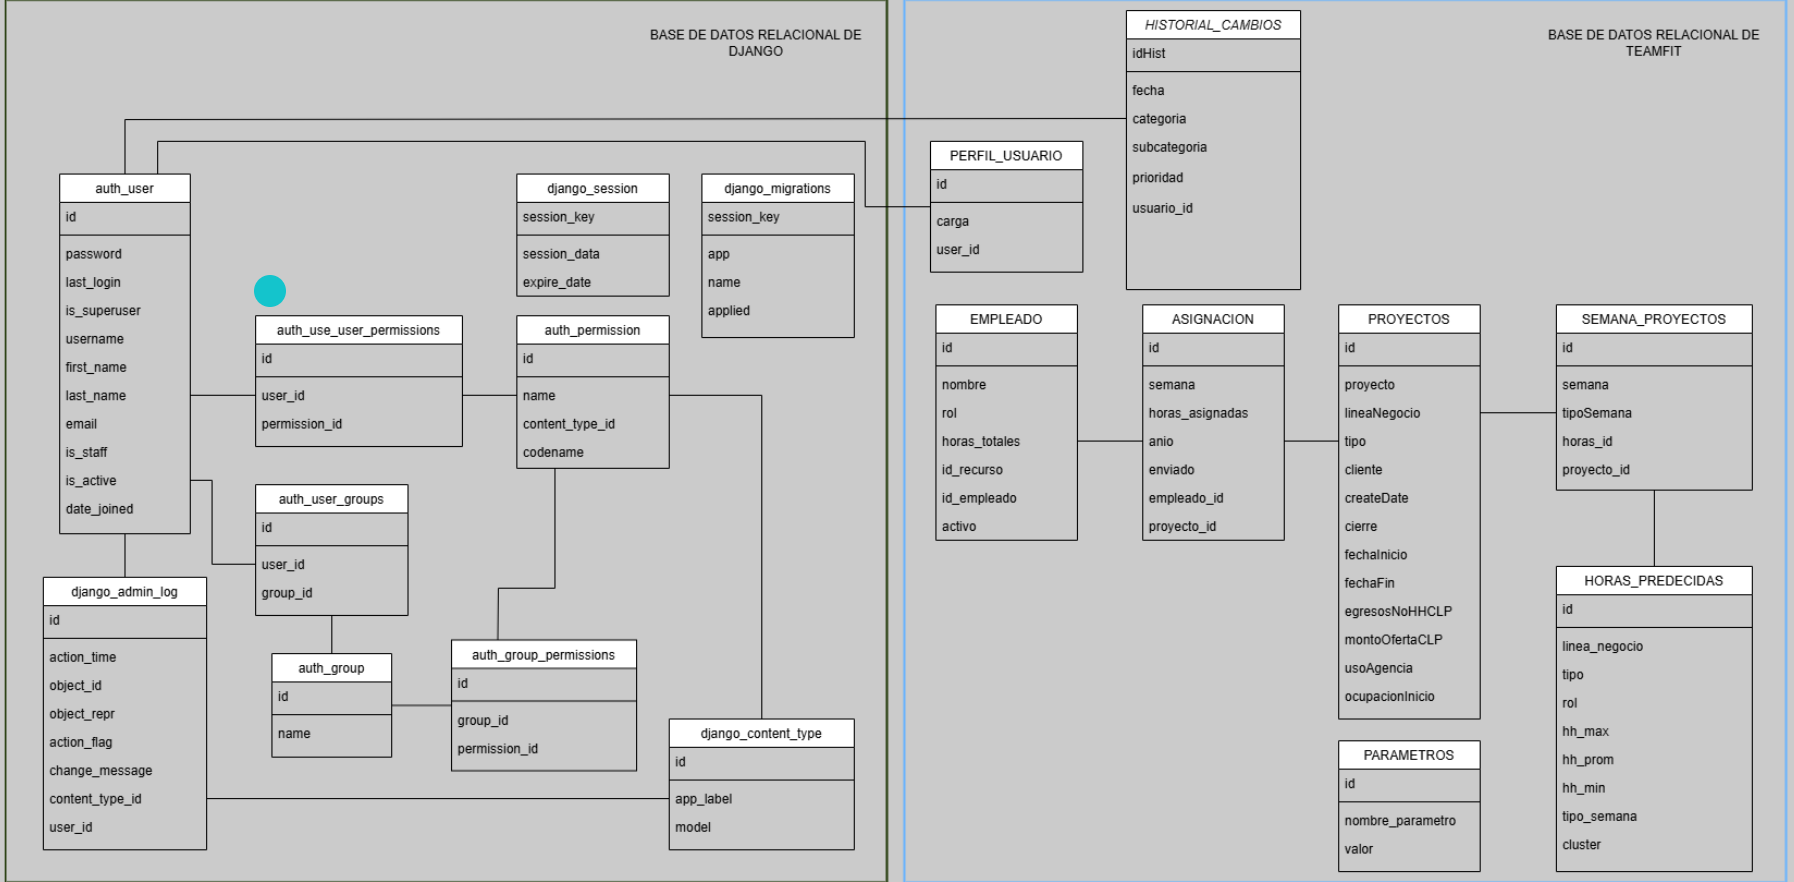 BASE DE DATOS RELACIONAL DE
DJANGO
auth_user
id
password
last_login
is_superuser
username
first_name
last_name
email
is_staff
is_active
date_joined
django_session
session_key
session_data
expire_date
django_migrations
session_key
app
name
applied
auth_use_user_permissions
id
user_id
permission_id
auth_permission
id
name
content_type_id
codename
auth_user_groups
id
user_id
group_id
django_admin_log
id
action_time
object_id
object_repr
action_flag
change_message
content_type_id
user_id
auth_group
id
name
auth_group_permissions
id
group_id
permission_id
django_content_type
id
app_label
model
BASE DE DATOS RELACIONAL DE
TEAMFIT
HISTORIAL_CAMBIOS
idHist
fecha
categoria
subcategoria
prioridad
usuario_id
PERFIL_USUARIO
id
carga
user_id
EMPLEADO
id
nombre
rol
horas_totales
id_recurso
id_empleado
activo
ASIGNACION
id
semana
horas_asignadas
anio
enviado
empleado_id
proyecto_id
PROYECTOS
id
proyecto
lineaNegocio
tipo
cliente
createDate
cierre
fechaInicio
fechaFin
egresosNoHHCLP
montoOfertaCLP
usoAgencia
ocupacionInicio
SEMANA_PROYECTOS
id
semana
tipoSemana
horas_id
proyecto_id
HORAS_PREDECIDAS
id
linea_negocio
tipo
rol
hh_max
hh_prom
hh_min
tipo_semana
cluster
PARAMETROS
id
nombre_parametro
valor